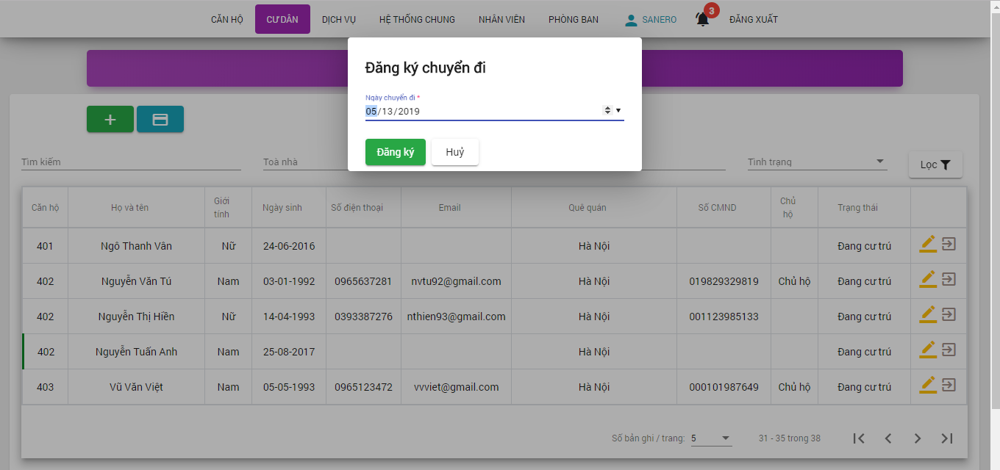 CĂN HỘ CƯ DÂN DỊCH VỤ HỆ THỐNG CHUNG NHÂN VIÊN PHÒNG BAN SANERO 3 ĐĂNG XUẤT
Đăng ký chuyển đi
Ngày chuyển đi *
05/13/2019
Đăng ký Huỷ
Tìm kiếm Toà nhà Tình trạng Lọc
Căn hộ Họ và tên Giới tính Ngày sinh Số điện thoại Email Quê quán Số CMND Chủ hộ Trạng thái
401 Ngô Thanh Vân Nữ 24-06-2016 Hà Nội Đang cư trú
402 Nguyễn Văn Tú Nam 03-01-1992 0965637281 nvtu92@gmail.com Hà Nội 019829329819 Chủ hộ Đang cư trú
402 Nguyễn Thị Hiền Nữ 14-04-1993 0393387276 nthien93@gmail.com Hà Nội 001123985133 Đang cư trú
402 Nguyễn Tuấn Anh Nam 25-08-2017 Hà Nội Đang cư trú
403 Vũ Văn Việt Nam 05-05-1993 0965123472 vvviet@gmail.com Hà Nội 000101987649 Chủ hộ Đang cư trú
Số bản ghi / trang: 5 31 - 35 trong 38